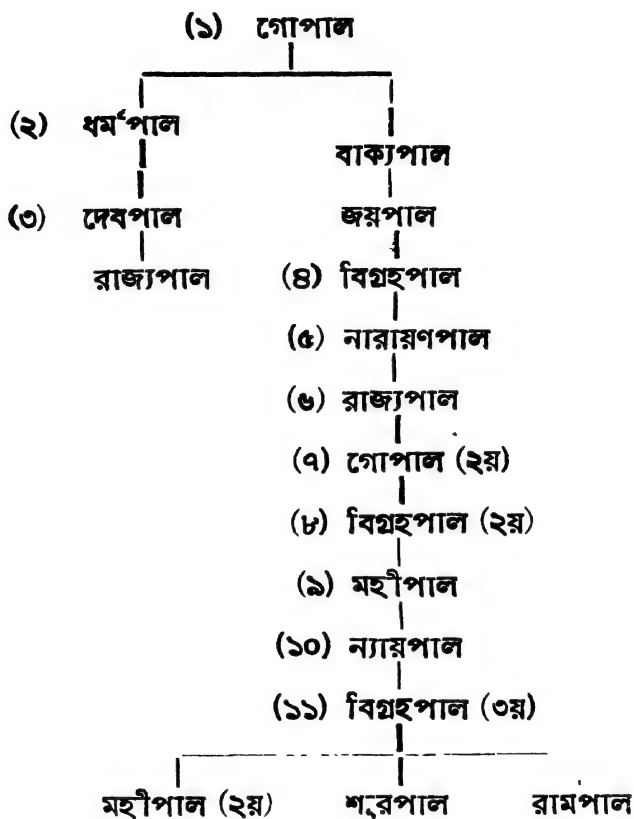 (১) গোপাল
(২) ধর্মপাল
বাক্যপাল
(৩) দেবপাল জয়পাল
রাজ্যপাল (৪) বিগ্রহপাল
(৫) নারায়ণপাল
(৬) রাজ্যপাল
(৭) গোপাল (২য়)
(৮) বিগ্রহপাল (২য়)
(৯) মহীপাল
(১০) ন্যায়পাল
(১১) বিগ্রহপাল (৩য়)
মহীপাল (২য়) শূরপাল রামপাল